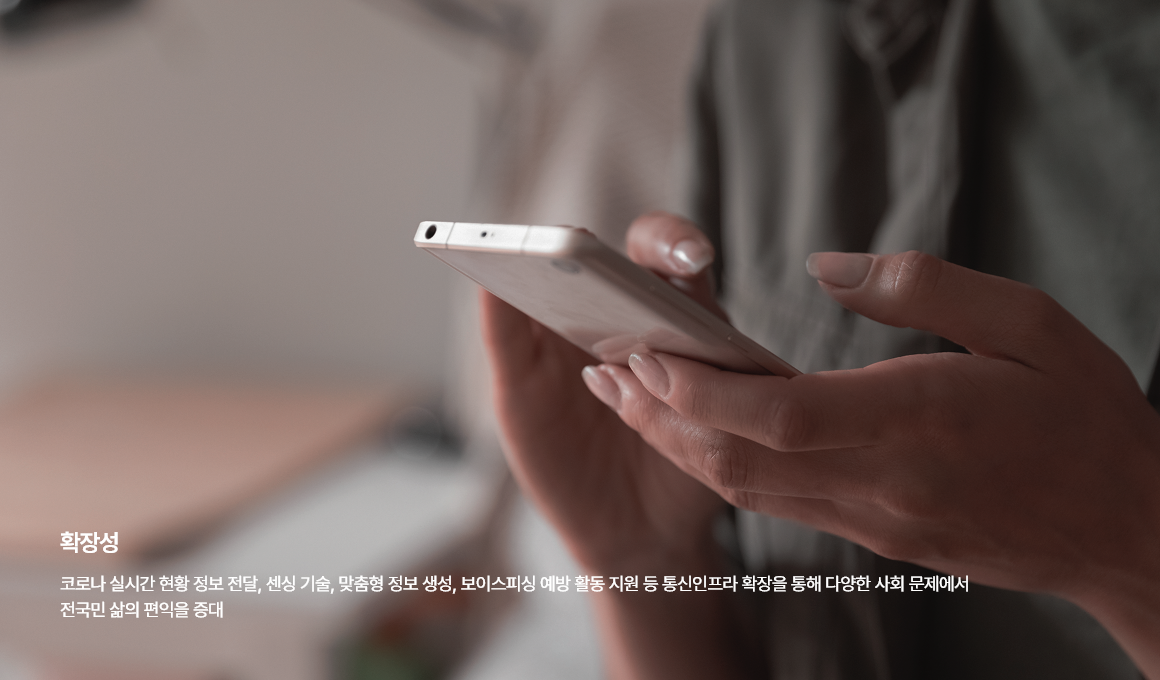 확장성
코로나 실시간 현황 정보 전달, 센싱 기술, 맞춤형 정보 생성, 보이스피싱 예방 활동 지원 등 통신인프라 확장을 통해 다양한 사회 문제에서
전국민 삶의 편익을 증대